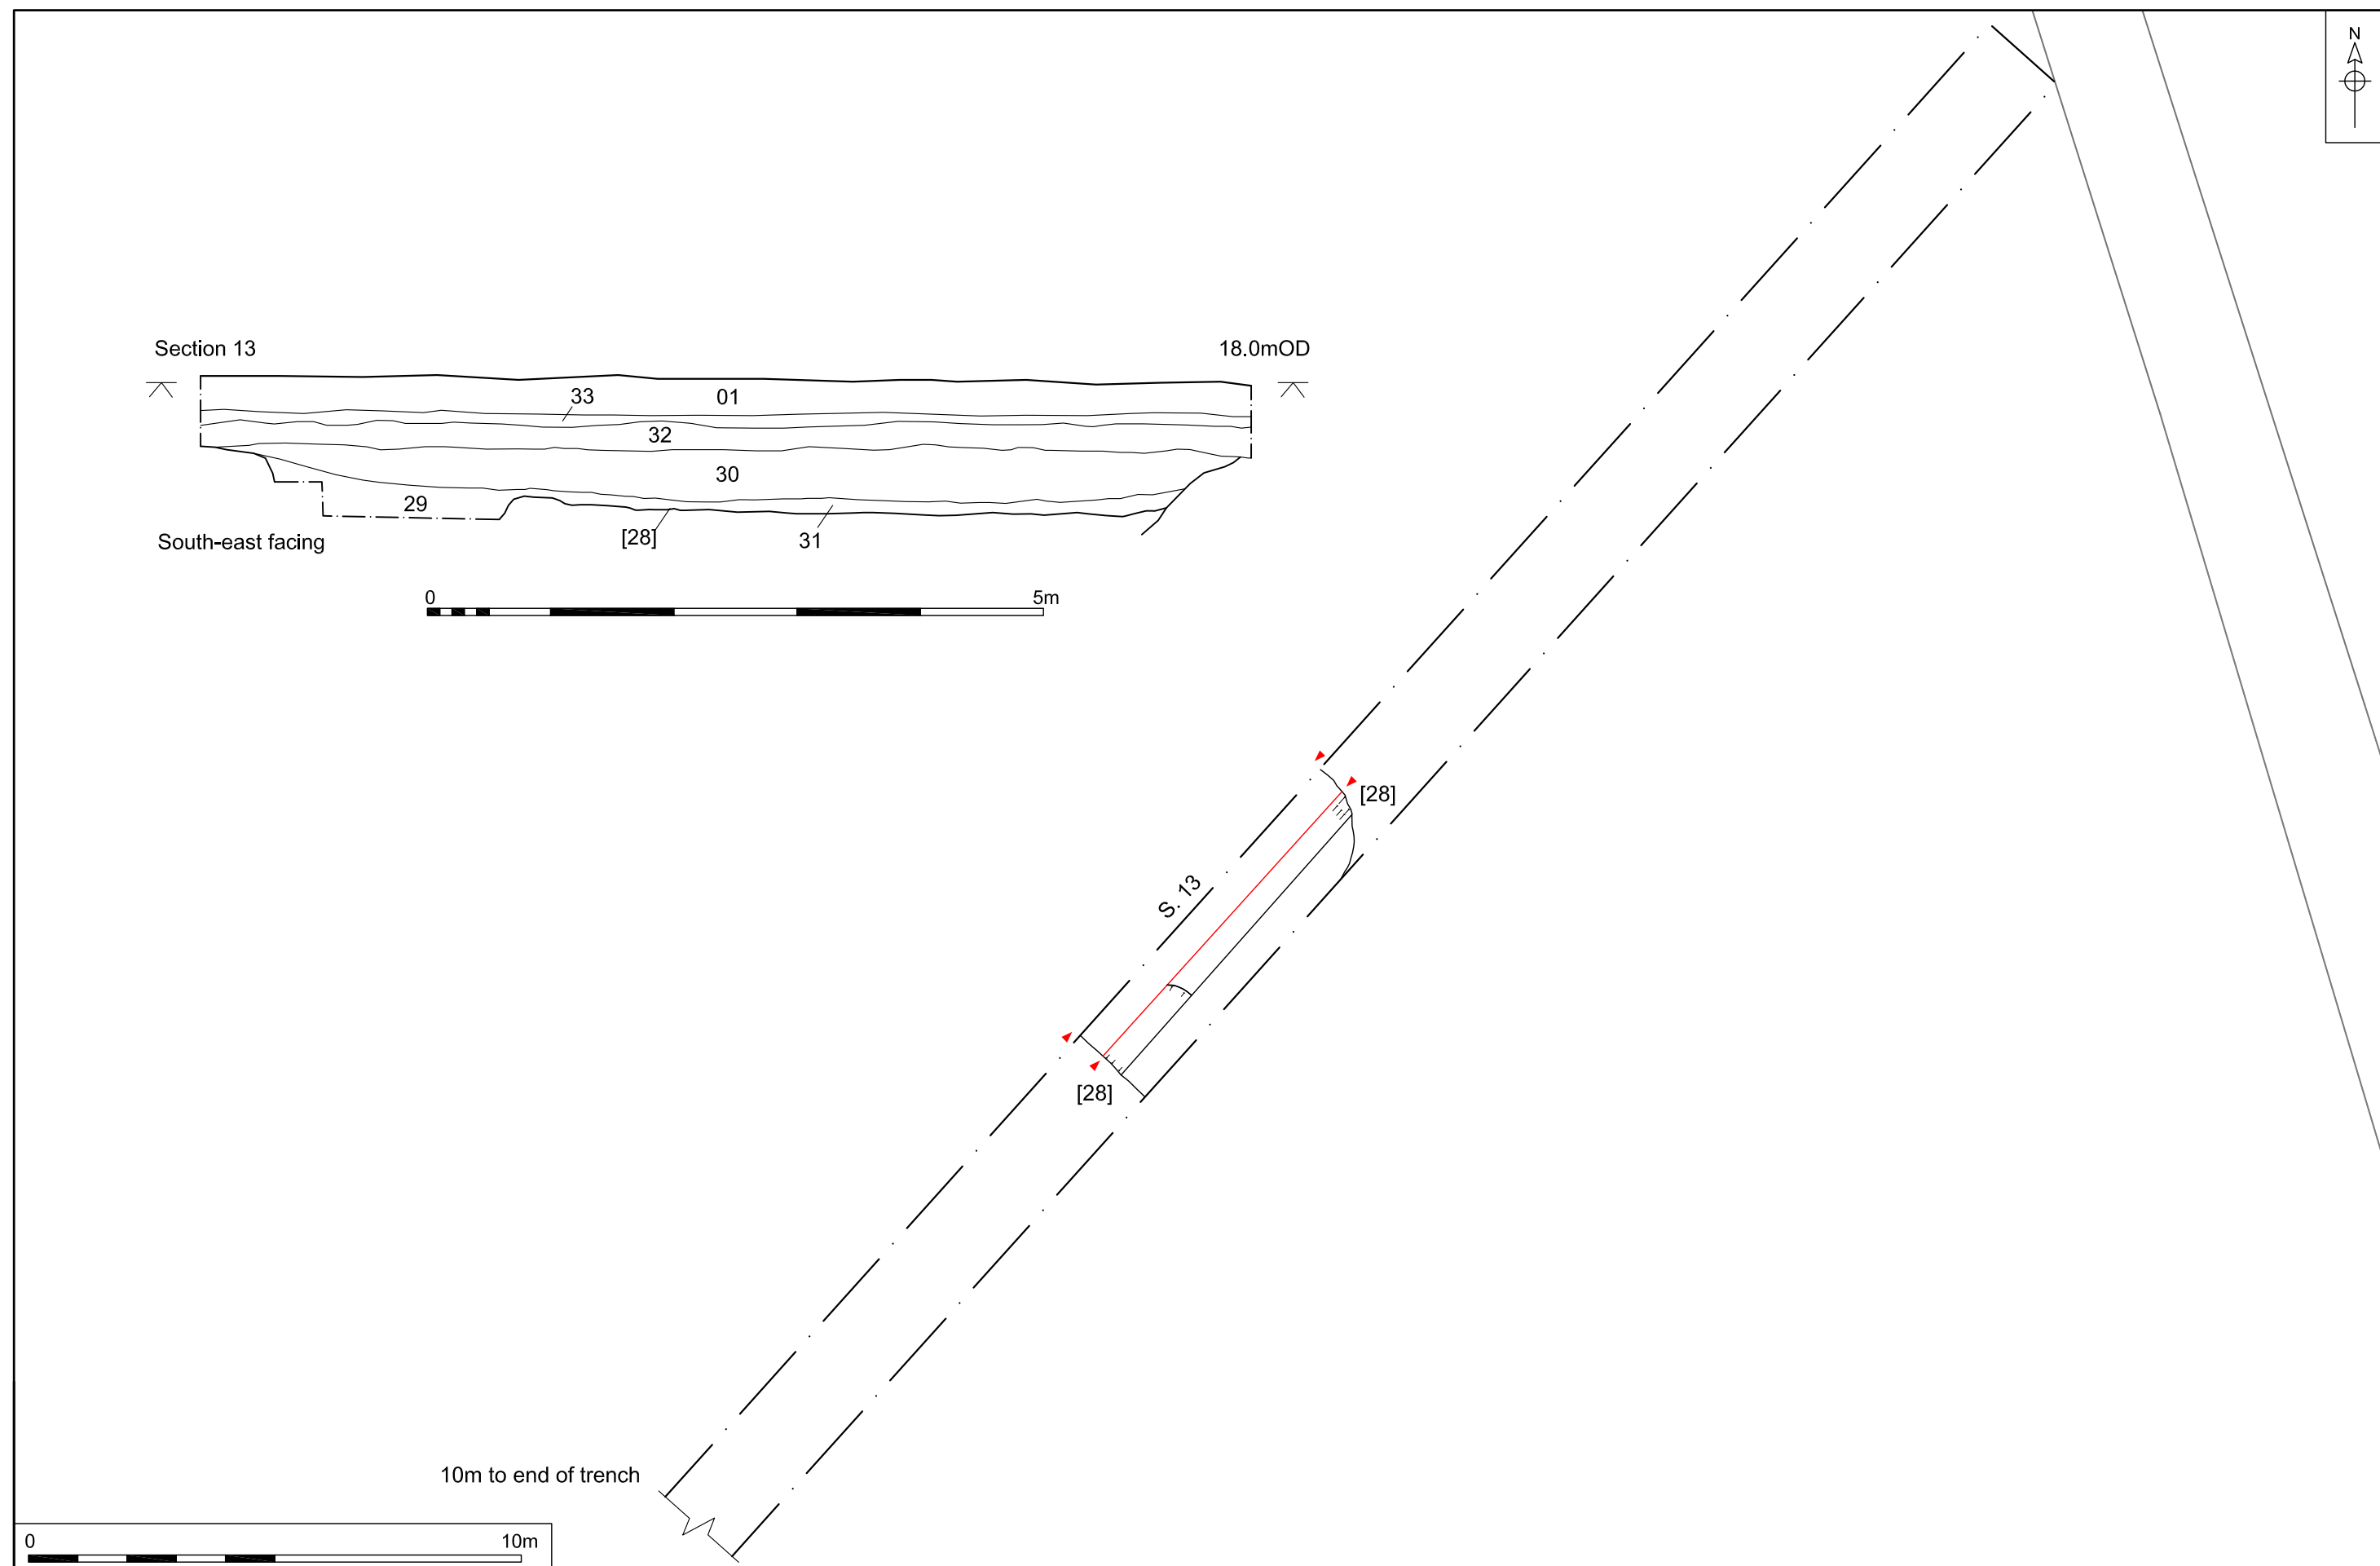 N
Section 13
18.0mOD
33
01
32
30
29
South-east facing
[28]
31
0
5m
[28]
S. 13
[28]
10m to end of trench
0
10m